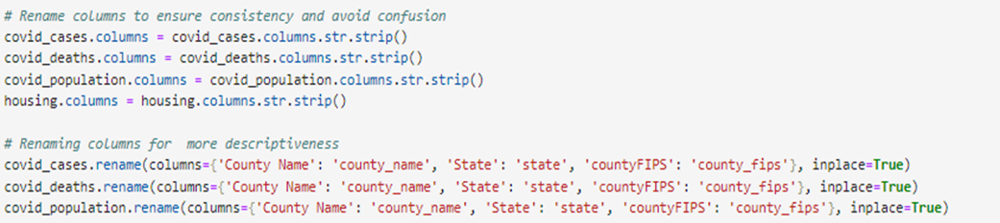 # Rename columns to ensure consistency and avoid confusion
covid_cases.columns = covid_cases.columns.str.strip()
covid_deaths.columns = covid_deaths.columns.str.strip()
covid_population.columns = covid_population.columns.str.strip()
housing.columns = housing.columns.str.strip()

# Renaming columns for  more descriptiveness
covid_cases.rename(columns={'County Name': 'county_name', 'State': 'state', 'countyFIPS': 'county_fips'}, inplace=True)
covid_deaths.rename(columns={'County Name': 'county_name', 'State': 'state', 'countyFIPS': 'county_fips'}, inplace=True)
covid_population.rename(columns={'County Name': 'county_name', 'State': 'state', 'countyFIPS': 'county_fips'}, inplace=True)